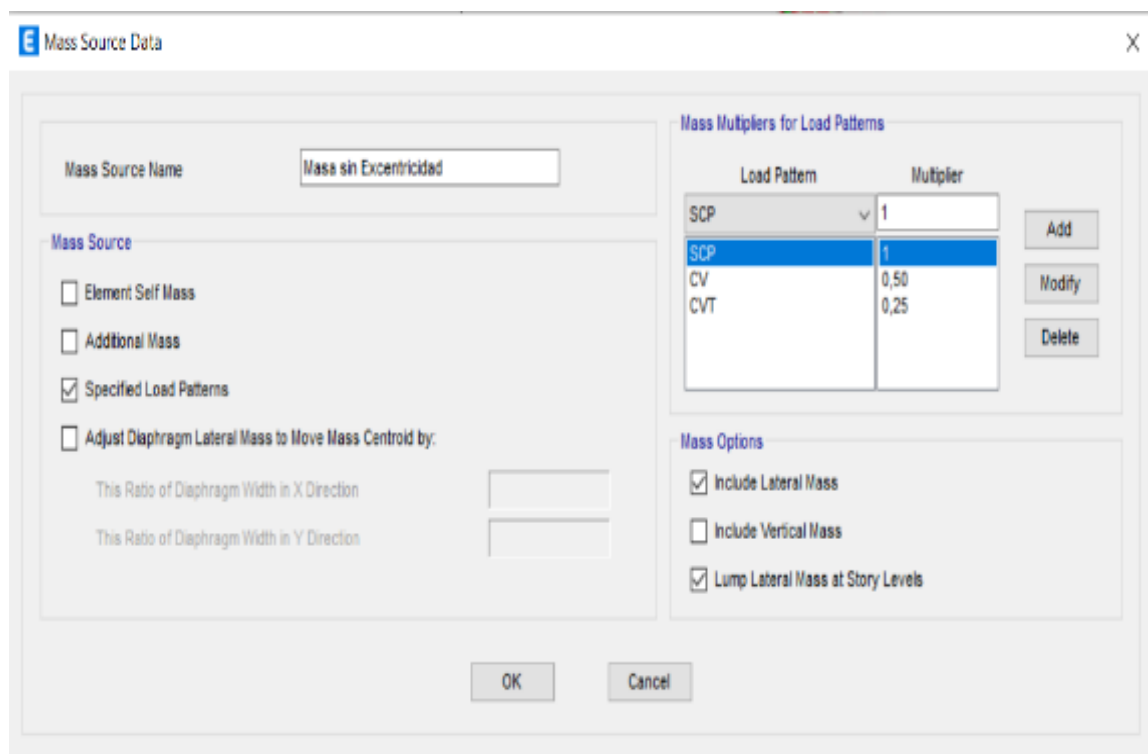 E Mass Source Data X
Mass Source Name Masa sin Excentricidad
Mass Source
Element Self Mass
Additional Mass
Specified Load Patterns
Adjust Diaphragm Lateral Mass to Move Mass Centroid by:
This Ratio of Diaphragm Width in X Direction
This Ratio of Diaphragm Width in Y Direction
Mass Multipliers for Load Patterns
Load Pattern Multiplier
SCP 1
SCP 1
CV 0,50
CVT 0,25
Add
Modify
Delete
Mass Options
Include Lateral Mass
Include Vertical Mass
Lump Lateral Mass at Story Levels
OK Cancel